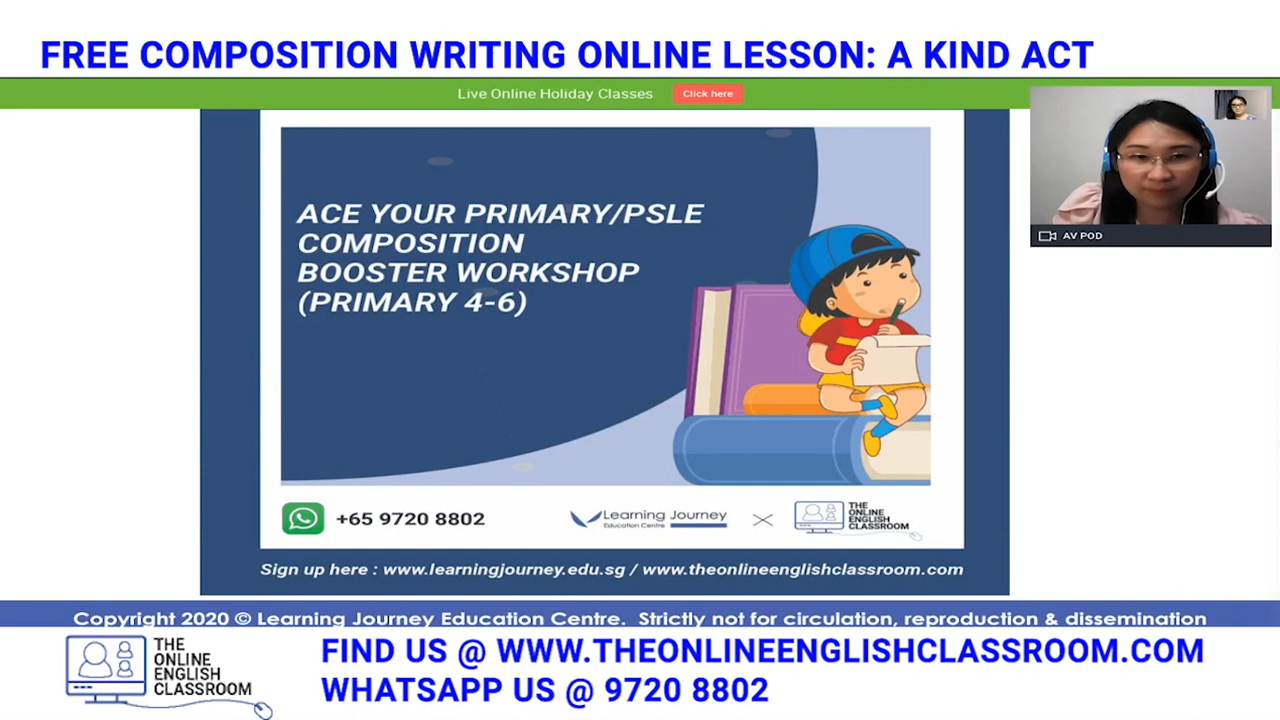 FREE COMPOSITION WRITING ONLINE LESSON: A KIND ACT
Live Online Holiday Classes Click here
AV POD
ACE YOUR PRIMARY/PSLE
COMPOSITION
BOOSTER WORKSHOP
(PRIMARY 4-6)
+65 9720 8802
Learning Journey
Education Centre
THE
ONLINE
ENGLISH
CLASSROOM
Sign up here : www.learningjourney.edu.sg / www.theonlineenglishclassroom.com
Copyright 2020 © Learning Journey Education Centre. Strictly not for circulation, reproduction & dissemination
THE
ONLINE
ENGLISH
CLASSROOM
FIND US @ WWW.THEONLINEENGLISHCLASSROOM.COM
WHATSAPP US @ 9720 8802